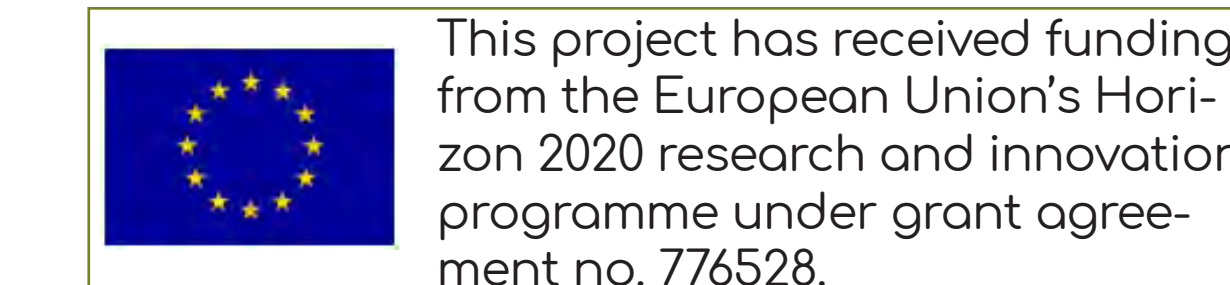 This project has received funding
from the European Union's Hori-
zon 2020 research and innovation
programme under grant agree-
ment no. 776528.